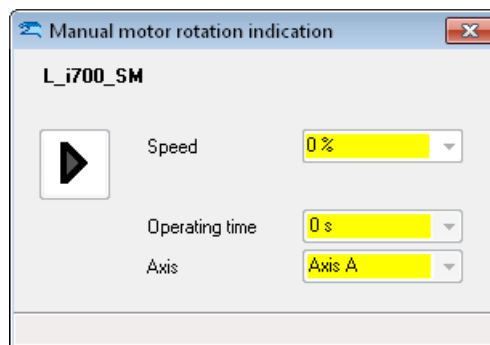 Manual motor rotation indication
L_i700_SM
Speed 0 %
Operating time 0 s
Axis Axis A